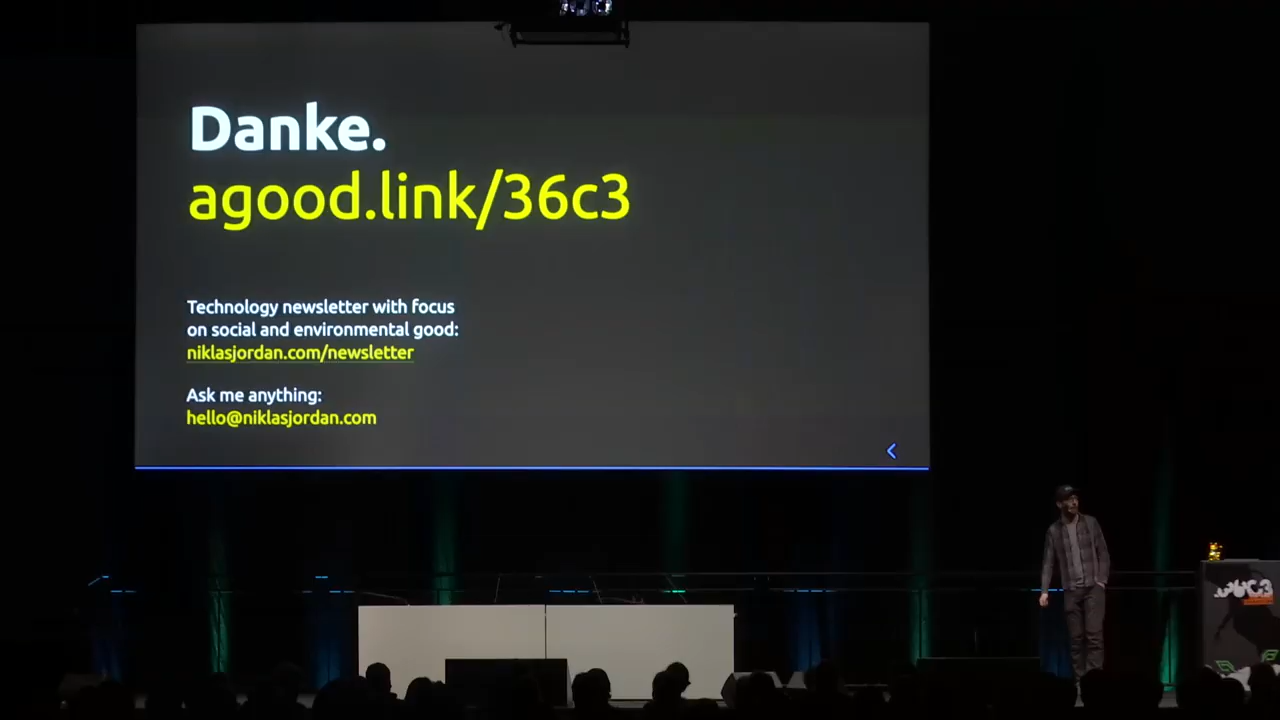 Danke.
agood.link/36c3
Technology newsletter with focus
on social and environmental good:
niklasjordan.com/newsletter
Ask me anything:
hello@niklasjordan.com